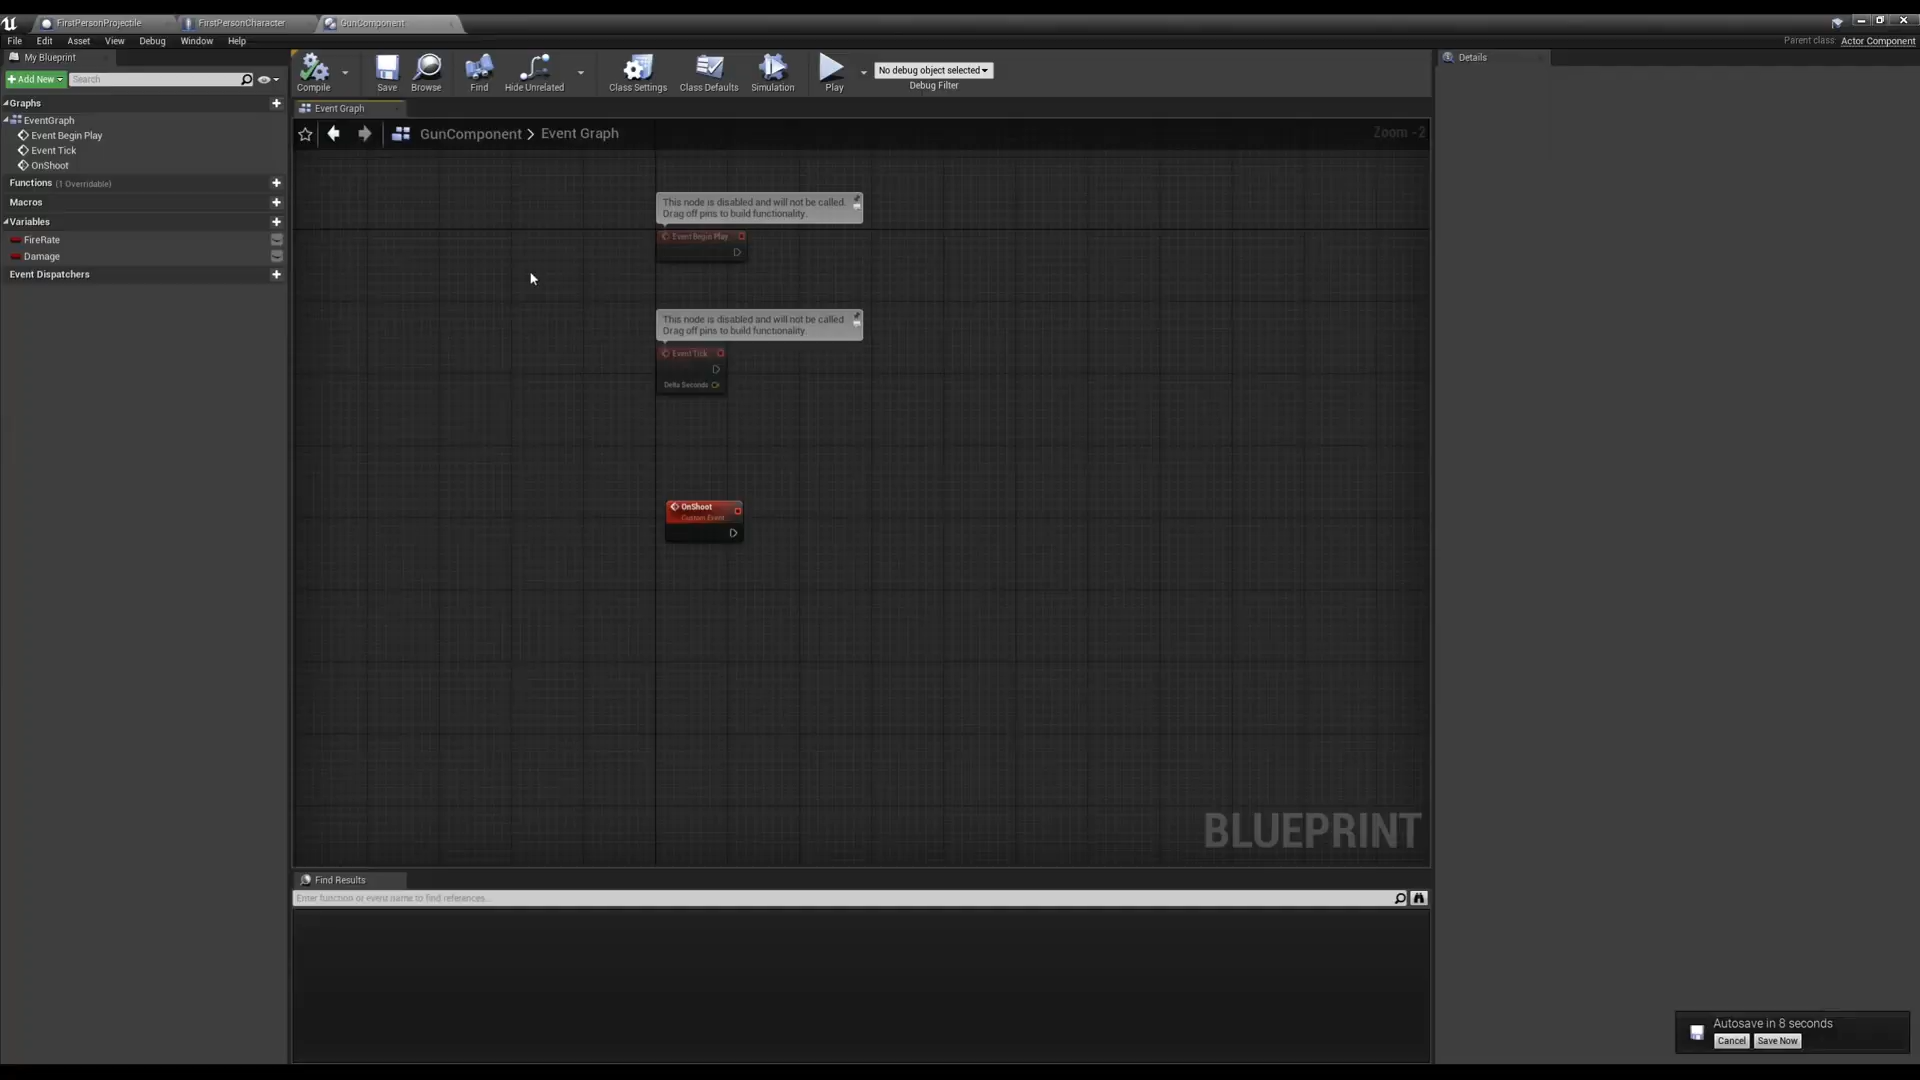 FirstPersonProjectile
FirstPersonCharacter
GunComponent
File Edit Asset View Debug Window Help
Parent class: Actor Component
My Blueprint
Add New
Search
Graphs
EventGraph
Event Begin Play
Event Tick
OnShoot
Functions (1 Overridable)
Macros
Variables
FireRate
Damage
Event Dispatchers
Compile
Save
Browse
Find
Hide Unrelated
Class Settings
Class Defaults
Simulation
Play
No debug object selected
Debug Filter
Event Graph
GunComponent > Event Graph
Zoom -2
This node is disabled and will not be called.
Drag off pins to build functionality.
Event Begin Play
This node is disabled and will not be called.
Drag off pins to build functionality.
Event Tick
Delta Seconds
OnShoot
Custom Event
BLUEPRINT
Find Results
Enter function or event name to find references...
Details
Autosave in 8 seconds
Cancel Save Now